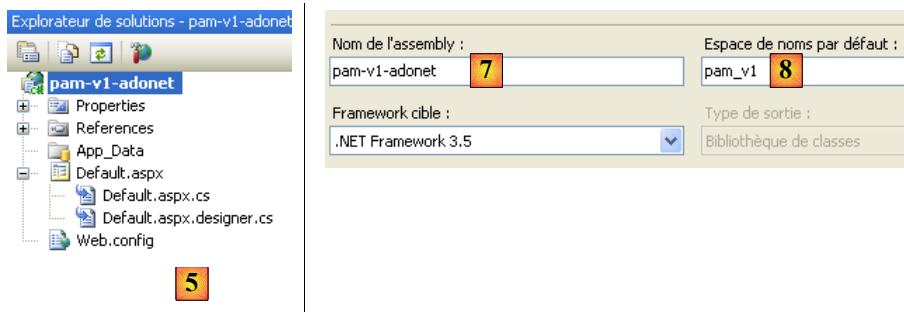 Explorateur de solutions - pam-v1-adonet
pam-v1-adonet
Properties
References
App_Data
Default.aspx
Default.aspx.cs
Default.aspx.designer.cs
Web.config
5
Nom de l'assembly :
pam-v1-adonet
7
Espace de noms par défaut :
pam_v1
8
Framework cible :
.NET Framework 3.5
Type de sortie :
Bibliothèque de classes